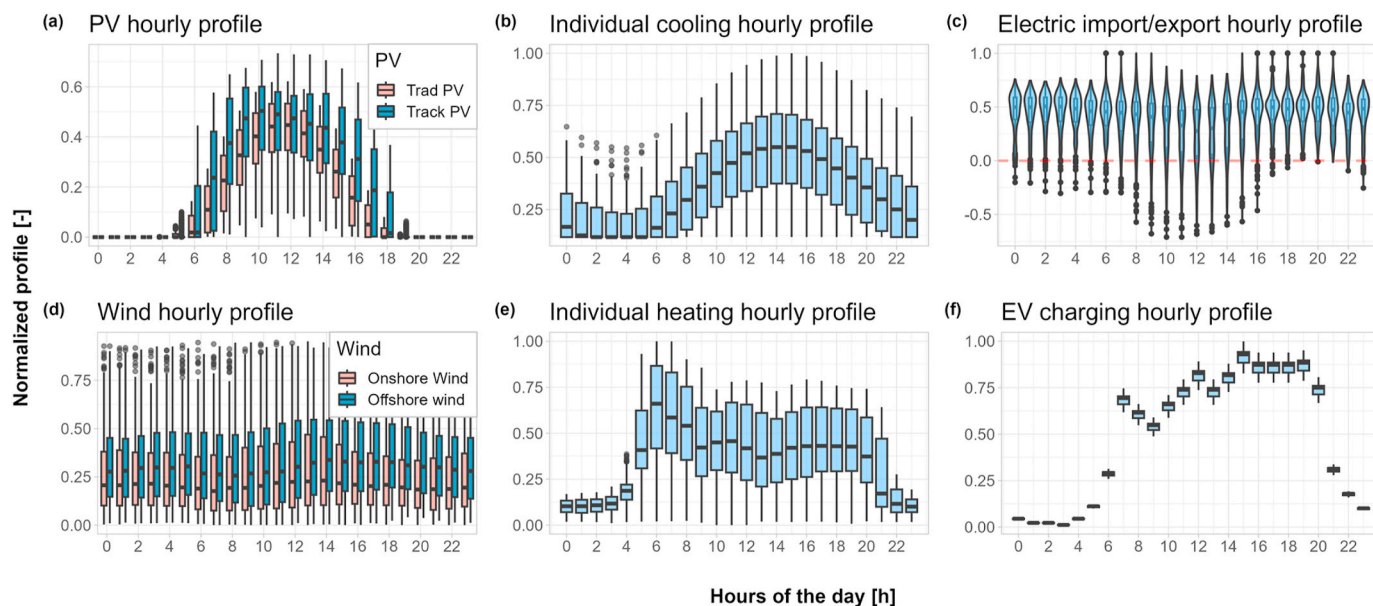 (a) PV hourly profile
PV
Trad PV
Track PV
0.6
0.4
0.2
0.0
0 2 4 6 8 10 12 14 16 18 20 22
(b) Individual cooling hourly profile
1.00
0.75
0.50
0.25
0 2 4 6 8 10 12 14 16 18 20 22
(c) Electric import/export hourly profile
1.0
0.5
0.0
-0.5
0 2 4 6 8 10 12 14 16 18 20 22
Normalized profile [-]
(d) Wind hourly profile
Wind
Onshore Wind
Offshore wind
0.75
0.50
0.25
0.00
0 2 4 6 8 10 12 14 16 18 20 22
(e) Individual heating hourly profile
1.00
0.75
0.50
0.25
0.00
0 2 4 6 8 10 12 14 16 18 20 22
(f) EV charging hourly profile
1.00
0.75
0.50
0.25
0.00
0 2 4 6 8 10 12 14 16 18 20 22
Hours of the day [h]